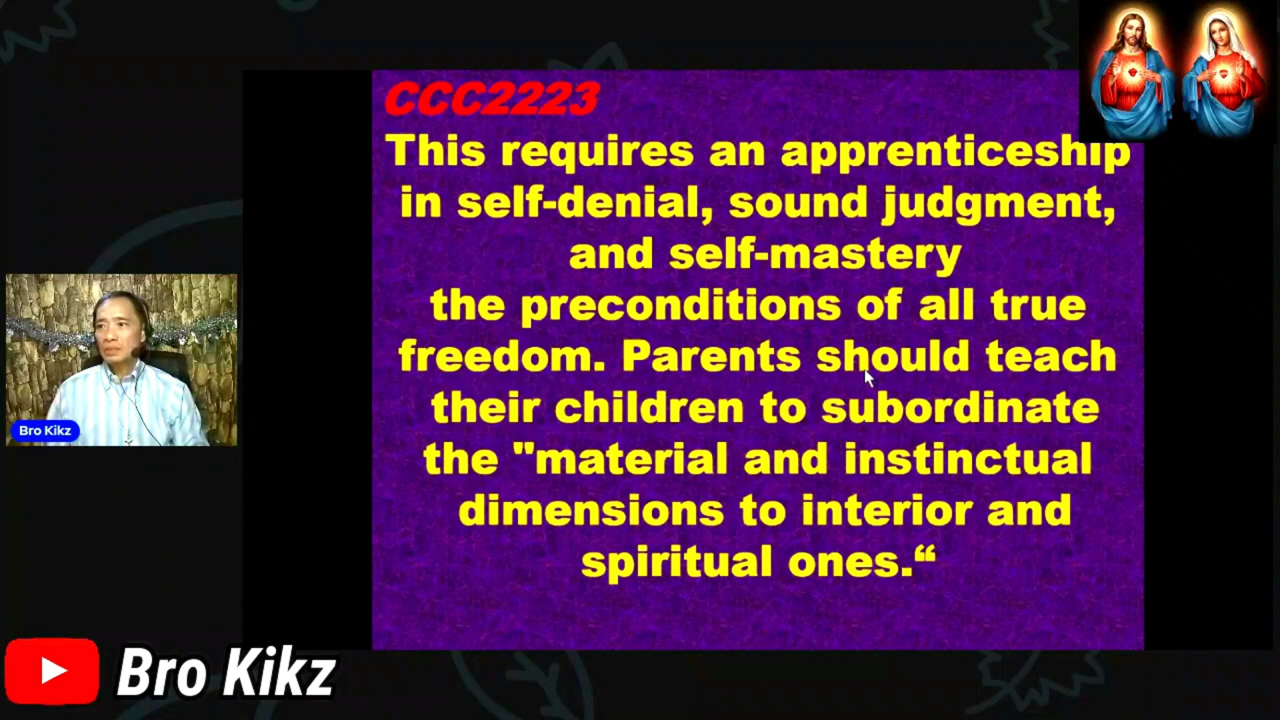 CCC2223
This requires an apprenticeship
in self-denial, sound judgment,
and self-mastery
the preconditions of all true
freedom. Parents should teach
their children to subordinate
the "material and instinctual
dimensions to interior and
spiritual ones.“
Bro Kikz
Bro Kikz